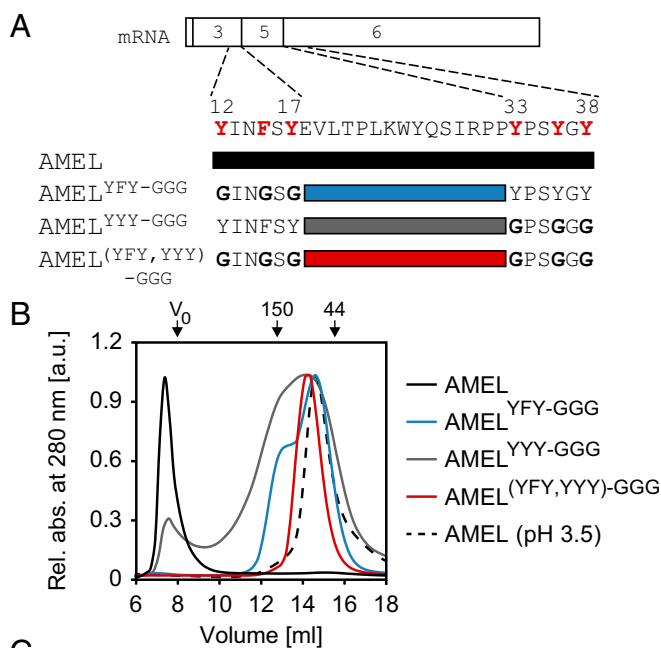 A
mRNA 3 5 6
12 17 33 38
YINFSYEVLTPLKWYQSIRPPYPSYGY
AMEL
AMEL YFY-GGG GINGSG YPSYGY
AMEL YYY-GGG YINFSY GPSGGG
AMEL (YFY,YYY) GINGSG GPSGGG
-GGG
B
V0 150 44
Rel. abs. at 280 nm [a.u.]
1.2
0.9
0.6
0.3
0
6 8 10 12 14 16 18
Volume [ml]
AMEL
AMEL YFY-GGG
AMEL YYY-GGG
AMEL (YFY,YYY)-GGG
AMEL (pH 3.5)